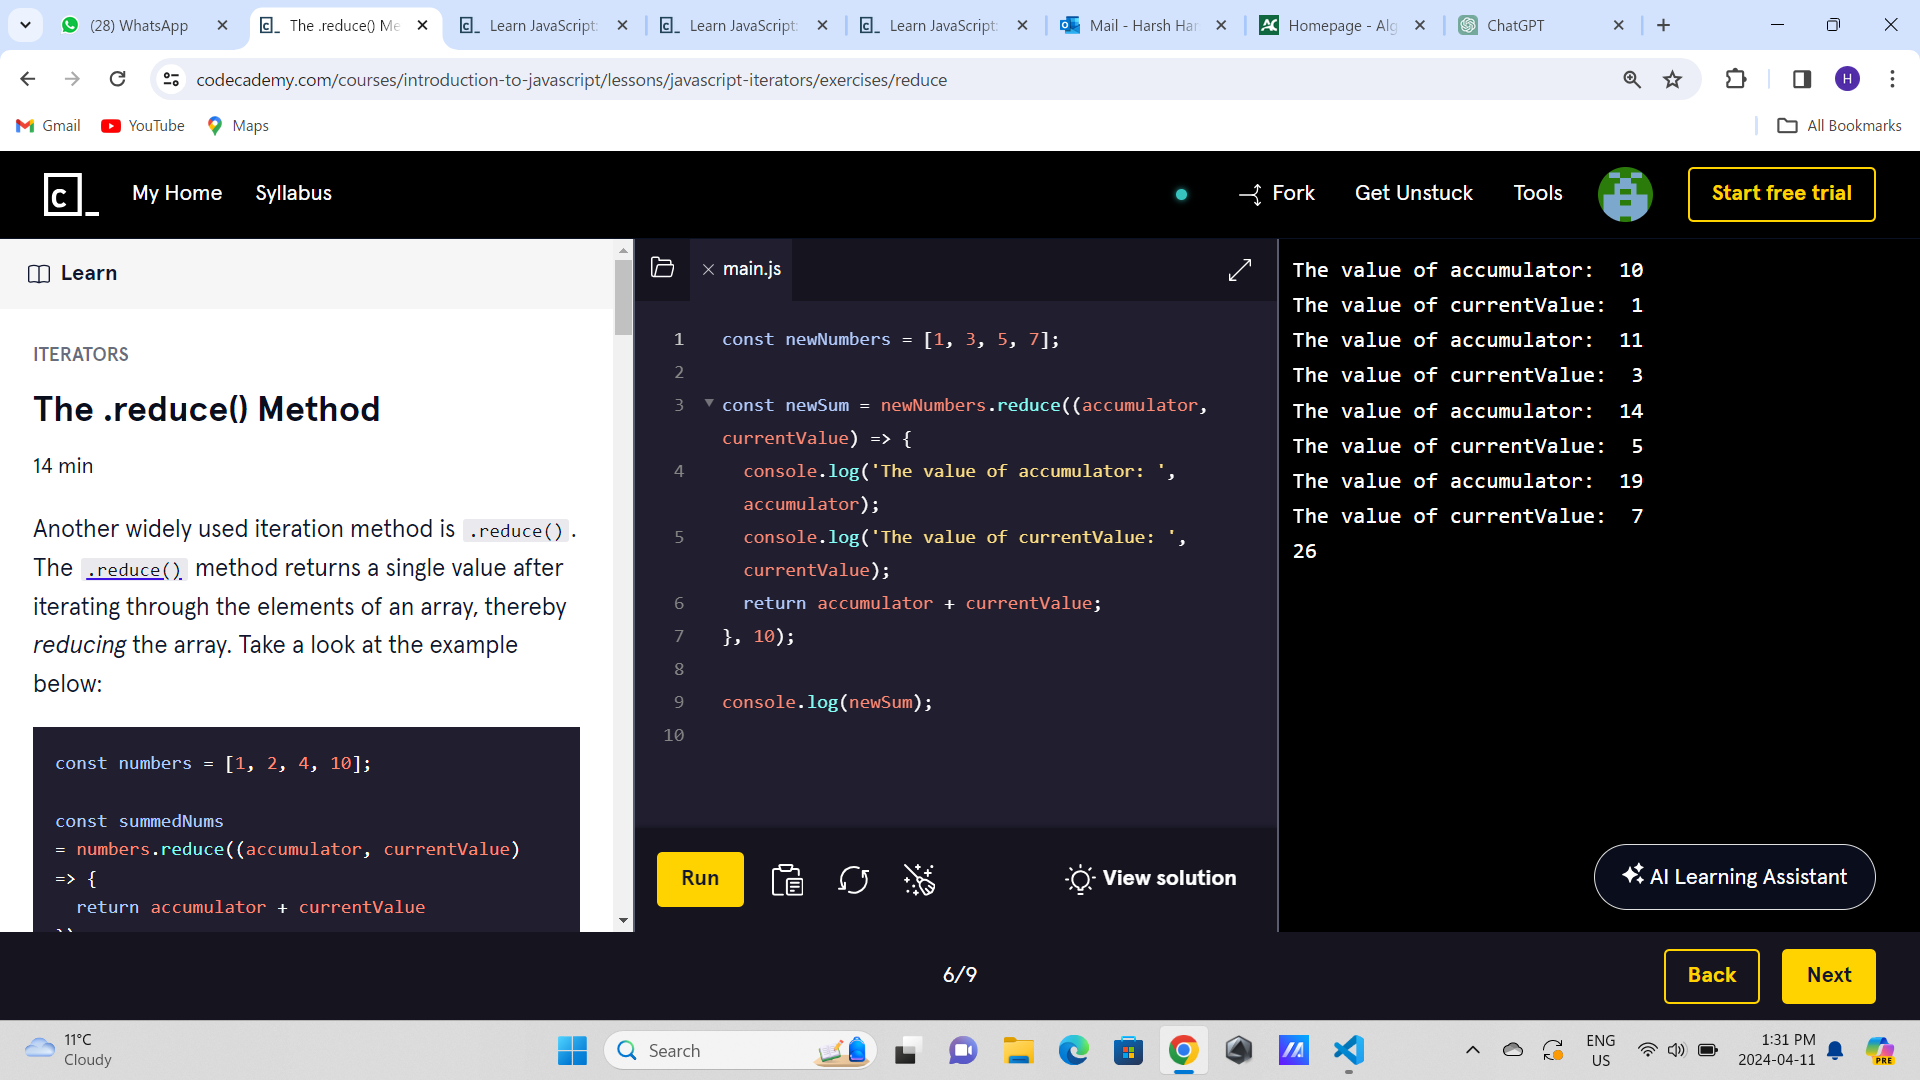 (28) WhatsApp
The .reduce() Me
Learn JavaScript:
Learn JavaScript:
Learn JavaScript:
Mail - Harsh Har
Homepage - Alg
ChatGPT
codecademy.com/courses/introduction-to-javascript/lessons/javascript-iterators/exercises/reduce
H
Gmail
YouTube
Maps
All Bookmarks
c_
My Home
Syllabus
Fork
Get Unstuck
Tools
Start free trial
Learn
ITERATORS
The .reduce() Method
14 min
Another widely used iteration method is .reduce().
The .reduce() method returns a single value after
iterating through the elements of an array, thereby
reducing the array. Take a look at the example
below:
const numbers = [1, 2, 4, 10];
const summedNums
= numbers.reduce((accumulator, currentValue)
=> {
return accumulator + currentValue
})
main.js
1 const newNumbers = [1, 3, 5, 7];
2
3 const newSum = newNumbers.reduce((accumulator,
currentValue) => {
4 console.log('The value of accumulator: ',
accumulator);
5 console.log('The value of currentValue: ',
currentValue);
6 return accumulator + currentValue;
7 }, 10);
8
9 console.log(newSum);
10
Run
View solution
The value of accumulator:  10
The value of currentValue:  1
The value of accumulator:  11
The value of currentValue:  3
The value of accumulator:  14
The value of currentValue:  5
The value of accumulator:  19
The value of currentValue:  7
26
AI Learning Assistant
6/9
Back
Next
11°C
Cloudy
Search
ENG
US
1:31 PM
2024-04-11
PRE